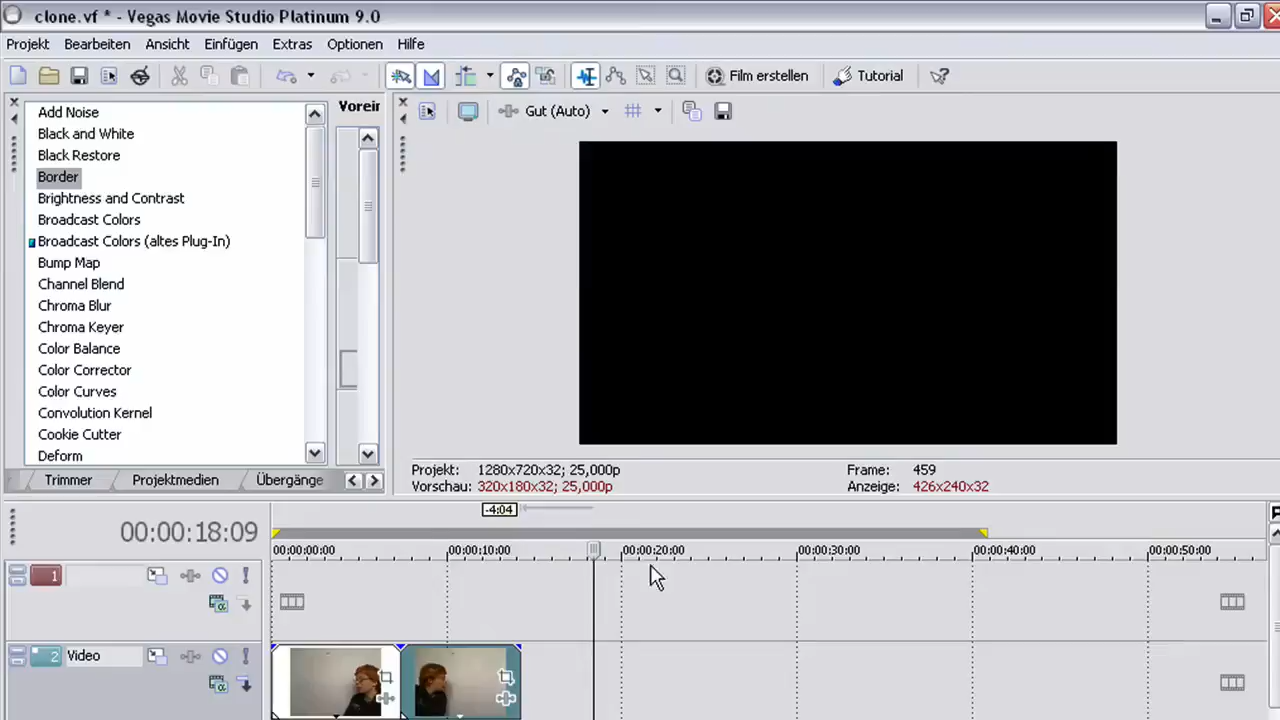 clone.vf * - Vegas Movie Studio Platinum 9.0
Projekt Bearbeiten Ansicht Einfügen Extras Optionen Hilfe
Film erstellen Tutorial
Add Noise
Black and White
Black Restore
Border
Brightness and Contrast
Broadcast Colors
Broadcast Colors (altes Plug-In)
Bump Map
Channel Blend
Chroma Blur
Chroma Keyer
Color Balance
Color Corrector
Color Curves
Convolution Kernel
Cookie Cutter
Deform
Vorein
Gut (Auto)
Trimmer Projektmedien Übergänge
Projekt: 1280x720x32; 25,000p
Vorschau: 320x180x32; 25,000p
Frame: 459
Anzeige: 426x240x32
-4:04
00:00:18:09
00:00:00:00 00:00:10:00 00:00:20:00 00:00:30:00 00:00:40:00 00:00:50:00
1
2 Video